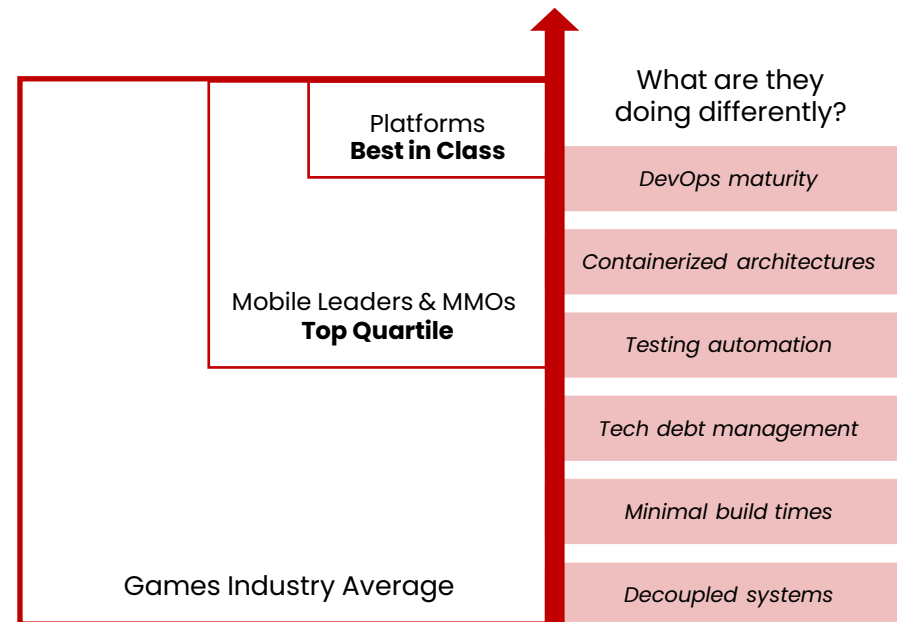 Platforms
Best in Class
Mobile Leaders & MMOs
Top Quartile
Games Industry Average
What are they
doing differently?
DevOps maturity
Containerized architectures
Testing automation
Tech debt management
Minimal build times
Decoupled systems